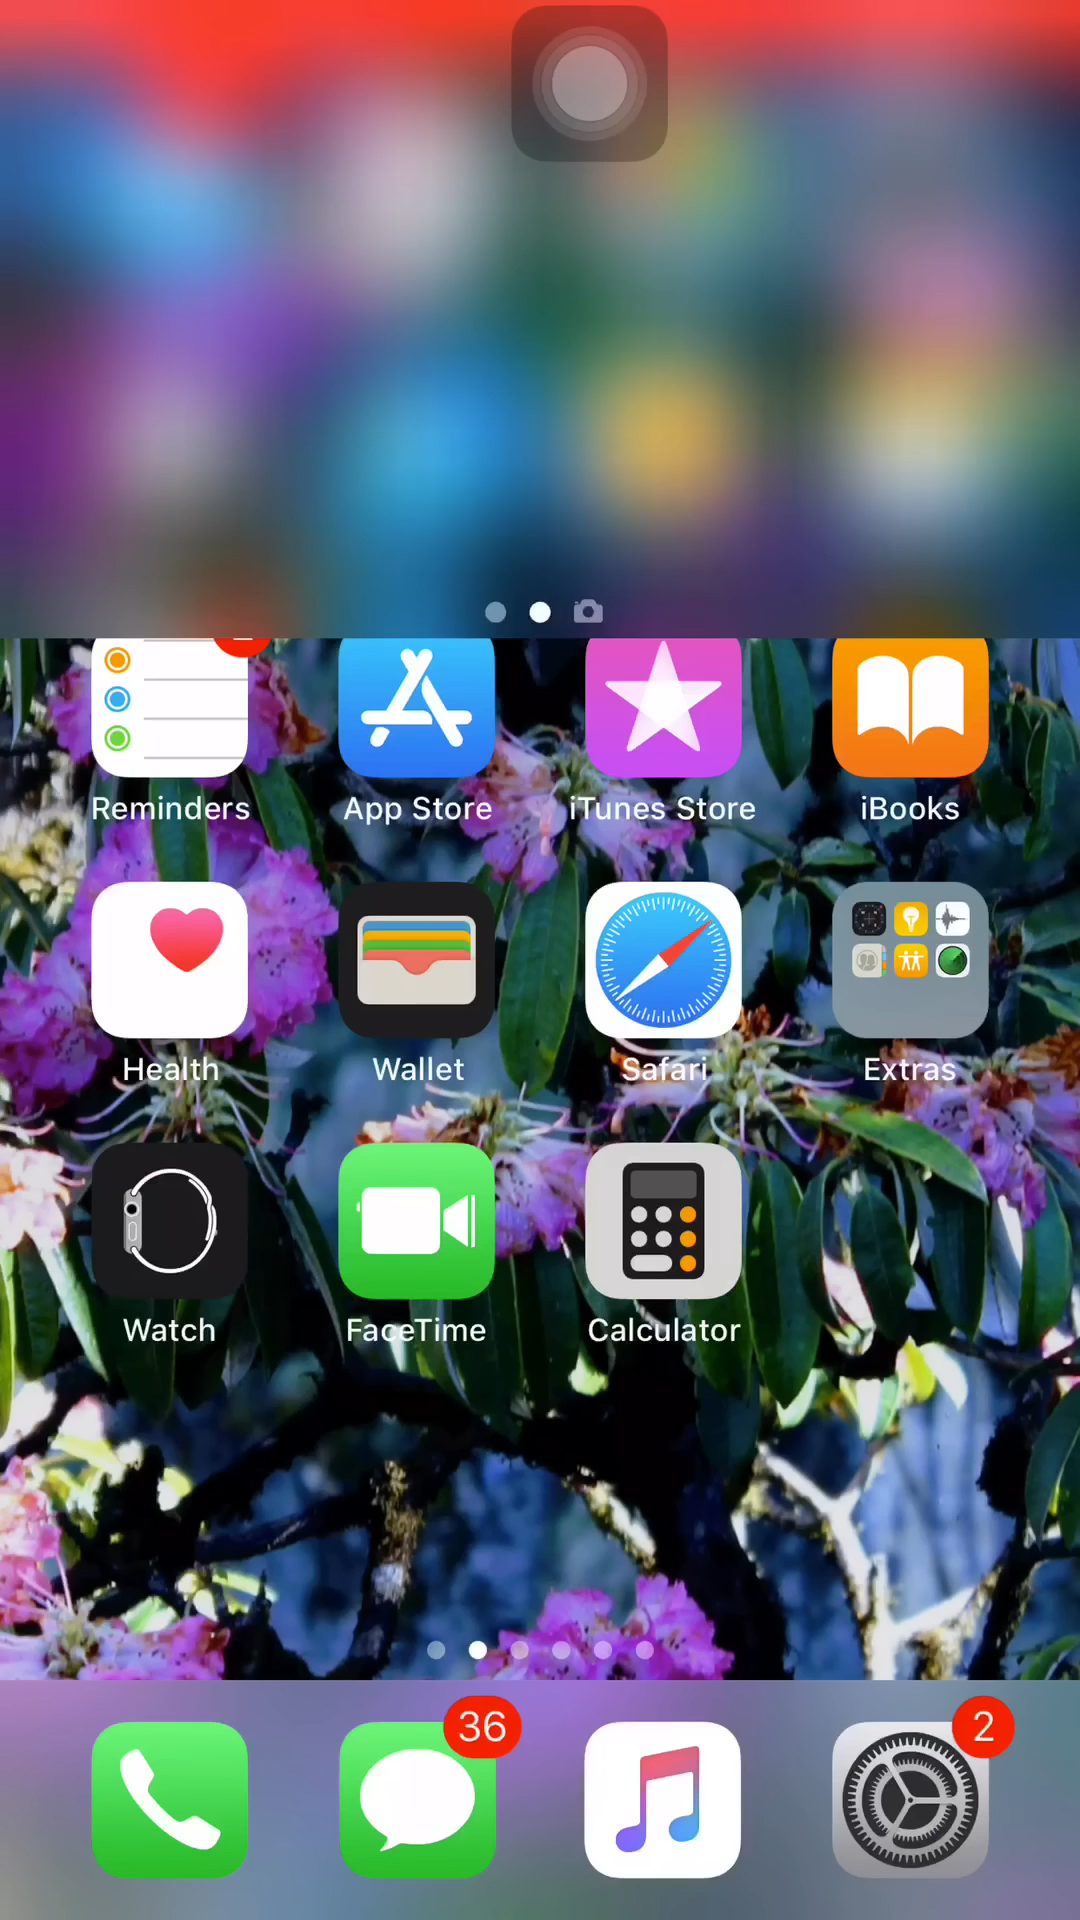 Reminders App Store iTunes Store iBooks
Health Wallet Safari Extras
Watch FaceTime Calculator
36 2